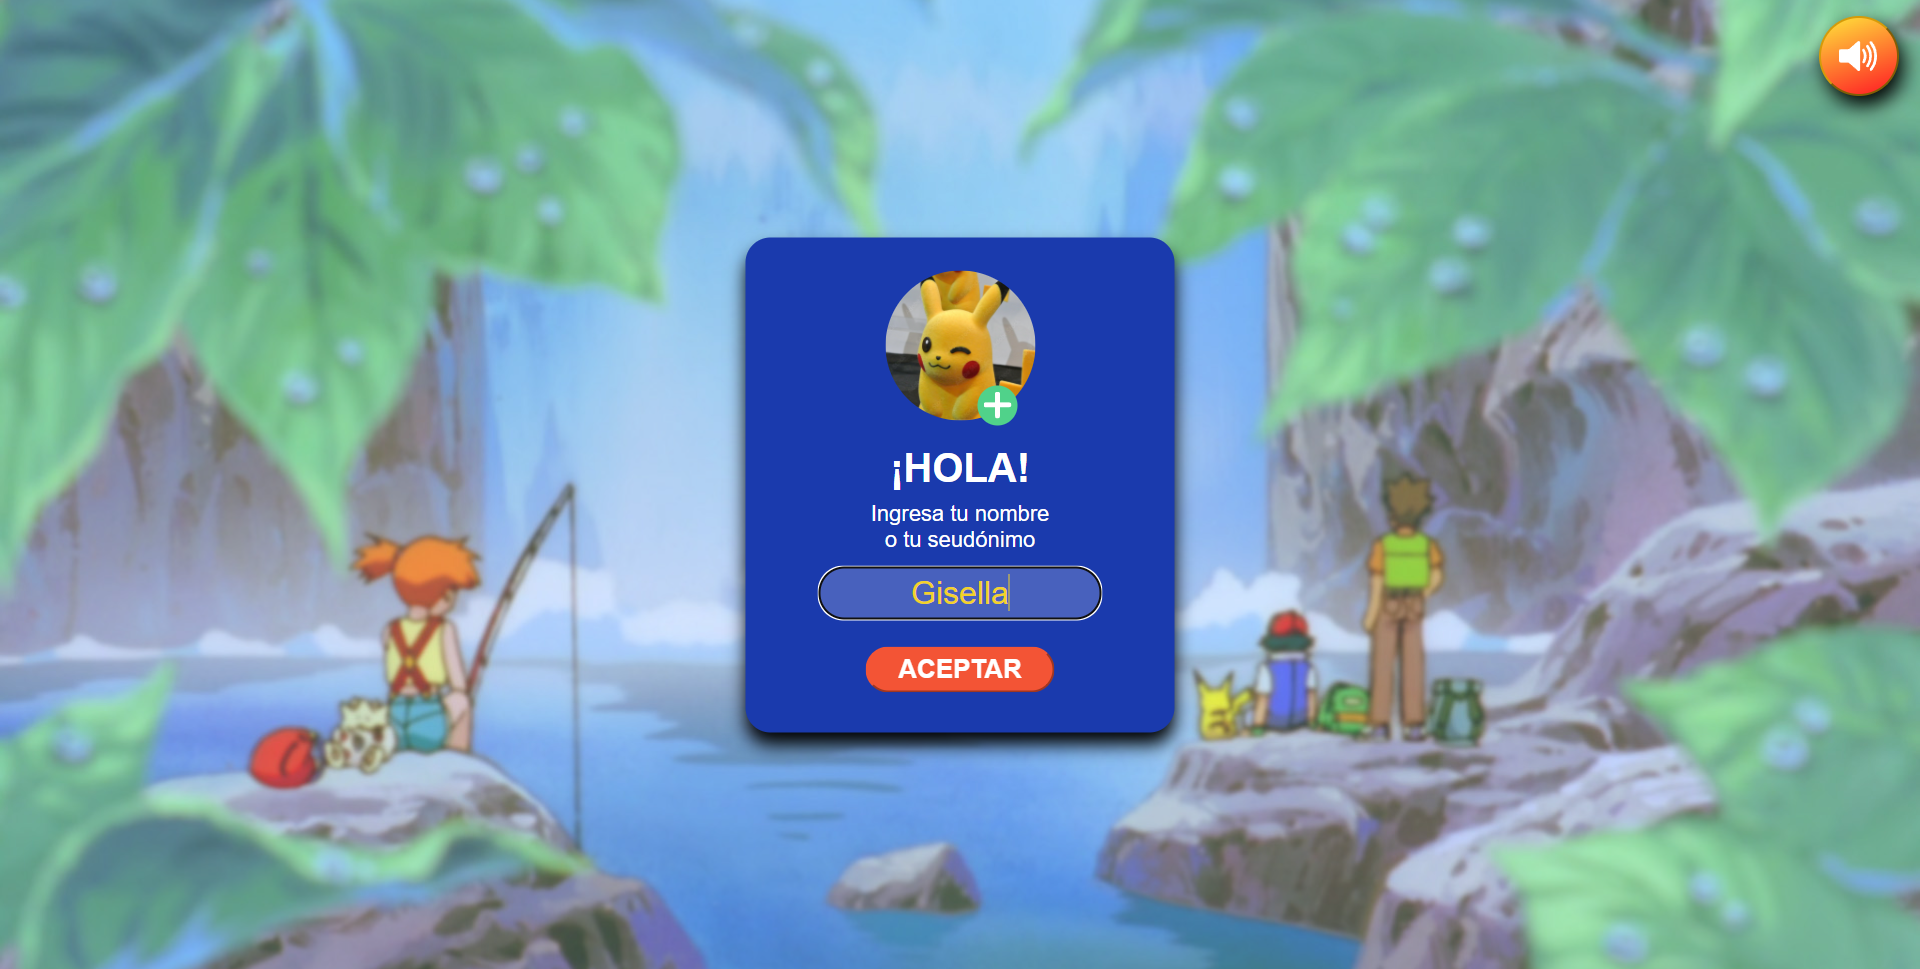 ¡HOLA!
Ingresa tu nombre
o tu seudónimo
Gisella
ACEPTAR